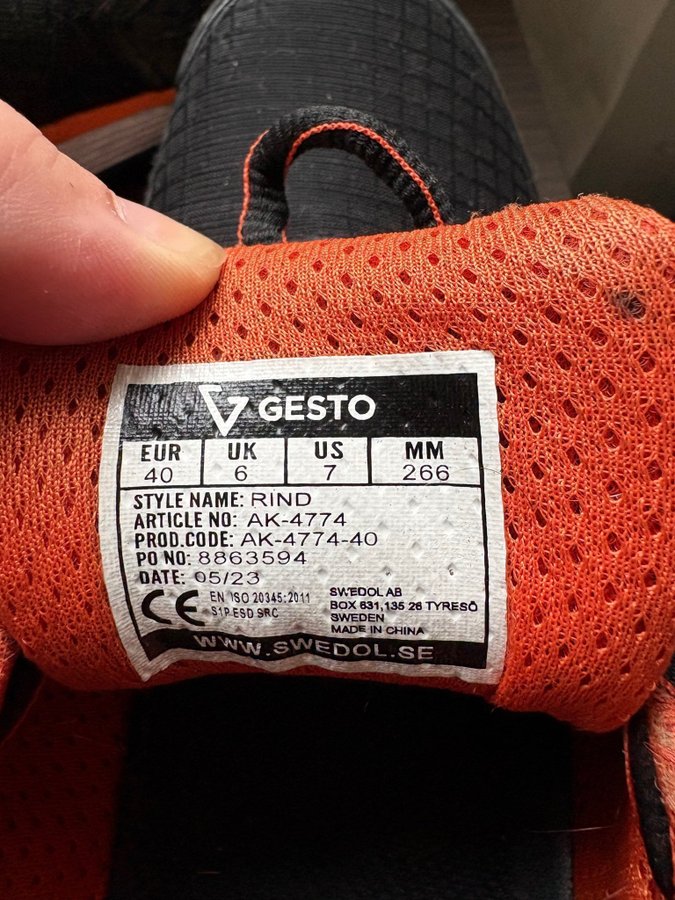 GESTO
EUR UK US MM
40 6 7 266
STYLE NAME: RIND
ARTICLE NO: AK-4774
PROD.CODE: AK-4774-40
PO NO: 8863594
DATE: 05/23
CE EN ISO 20345:2011
S1P ESD SRC
SWEDOL AB
BOX 631,135 26 TYRESÖ
SWEDEN
MADE IN CHINA
WWW.SWEDOL.SE